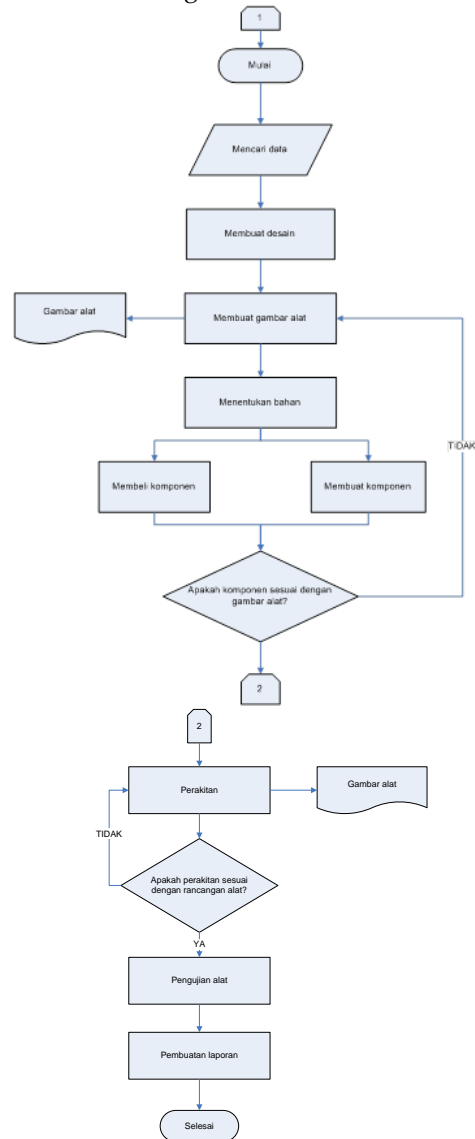 1
Mulai
Mencari data
Membuat desain
Gambar alat
Membuat gambar alat
Menentukan bahan
TIDAK
Membeli komponen
Membuat komponen
Apakah komponen sesuai dengan
gambar alat?
2
2
Perakitan
Gambar alat
TIDAK
Apakah perakitan sesuai
dengan rancangan alat?
YA
Pengujian alat
Pembuatan laporan
Selesai